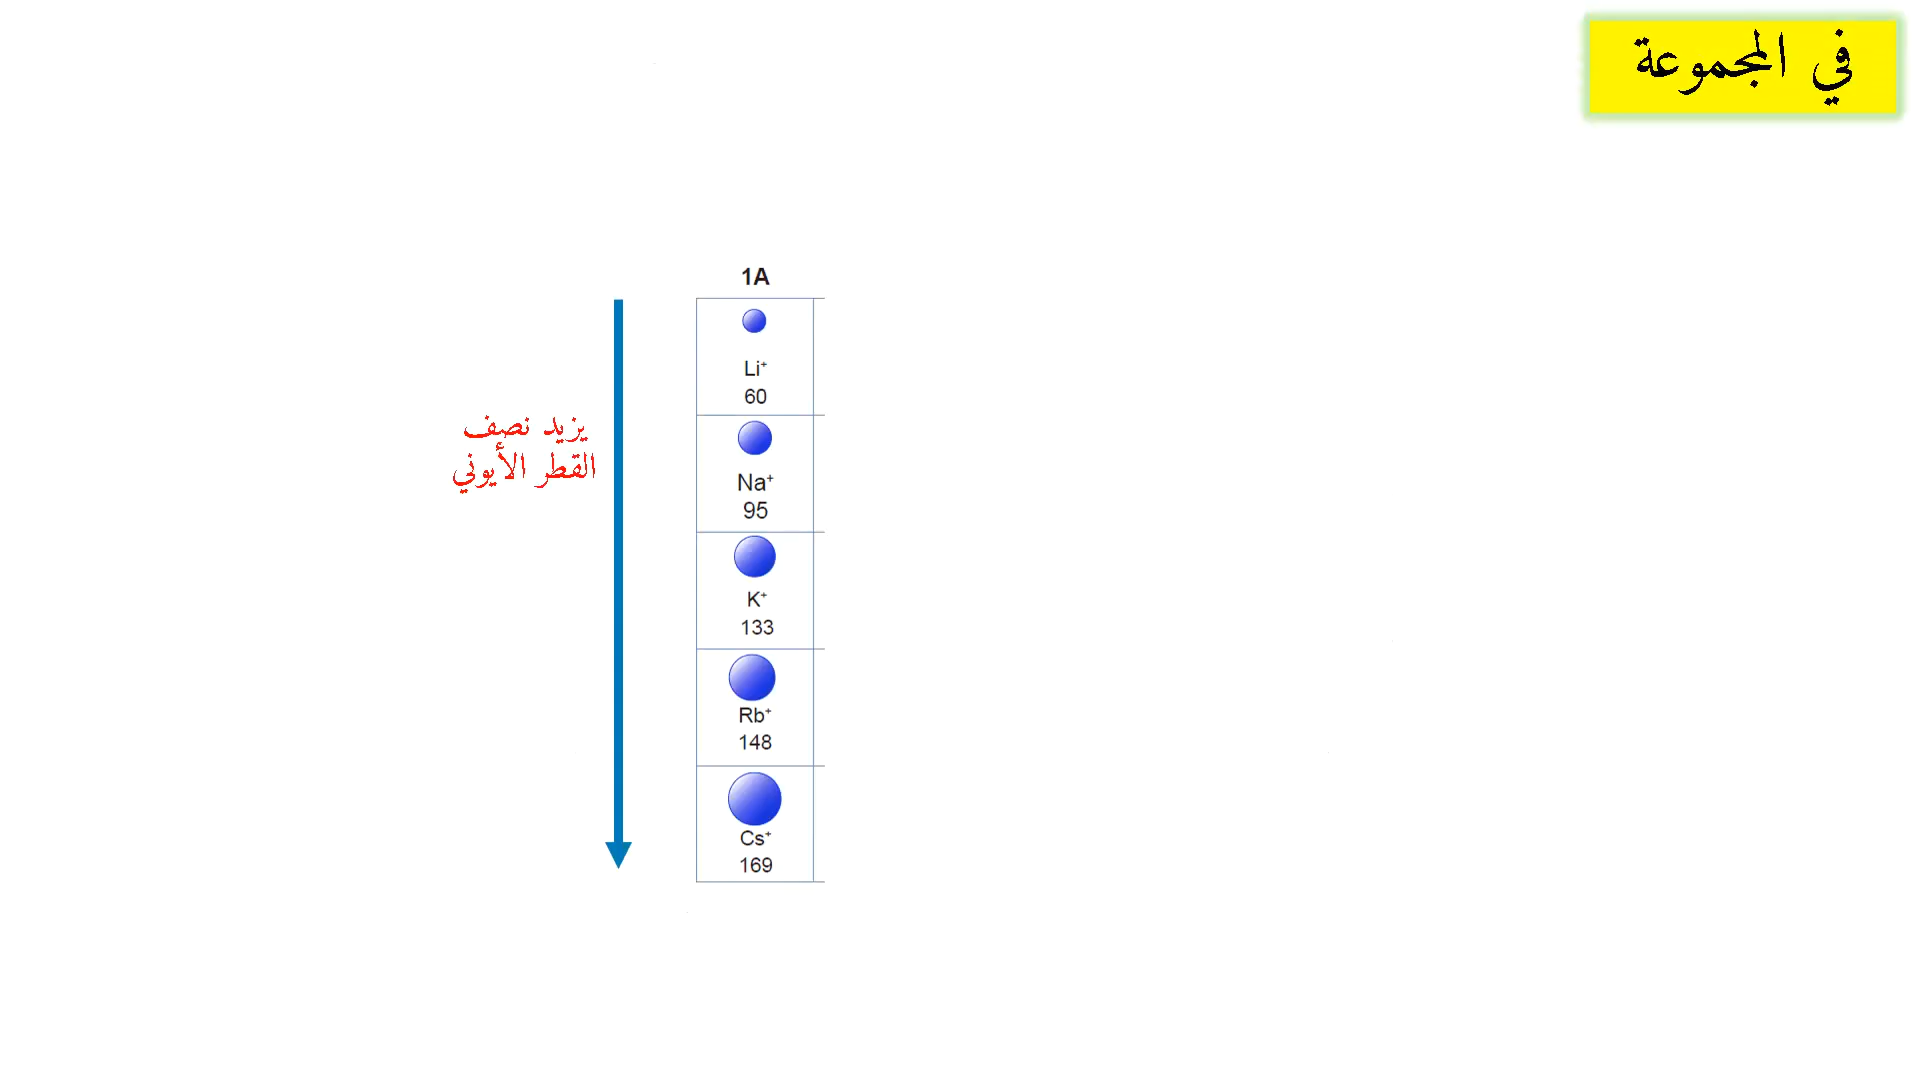 في المجموعة
1A
Li⁺
60
يزيد نصف
القطر الأيوني
Na⁺
95
K⁺
133
Rb⁺
148
Cs⁺
169